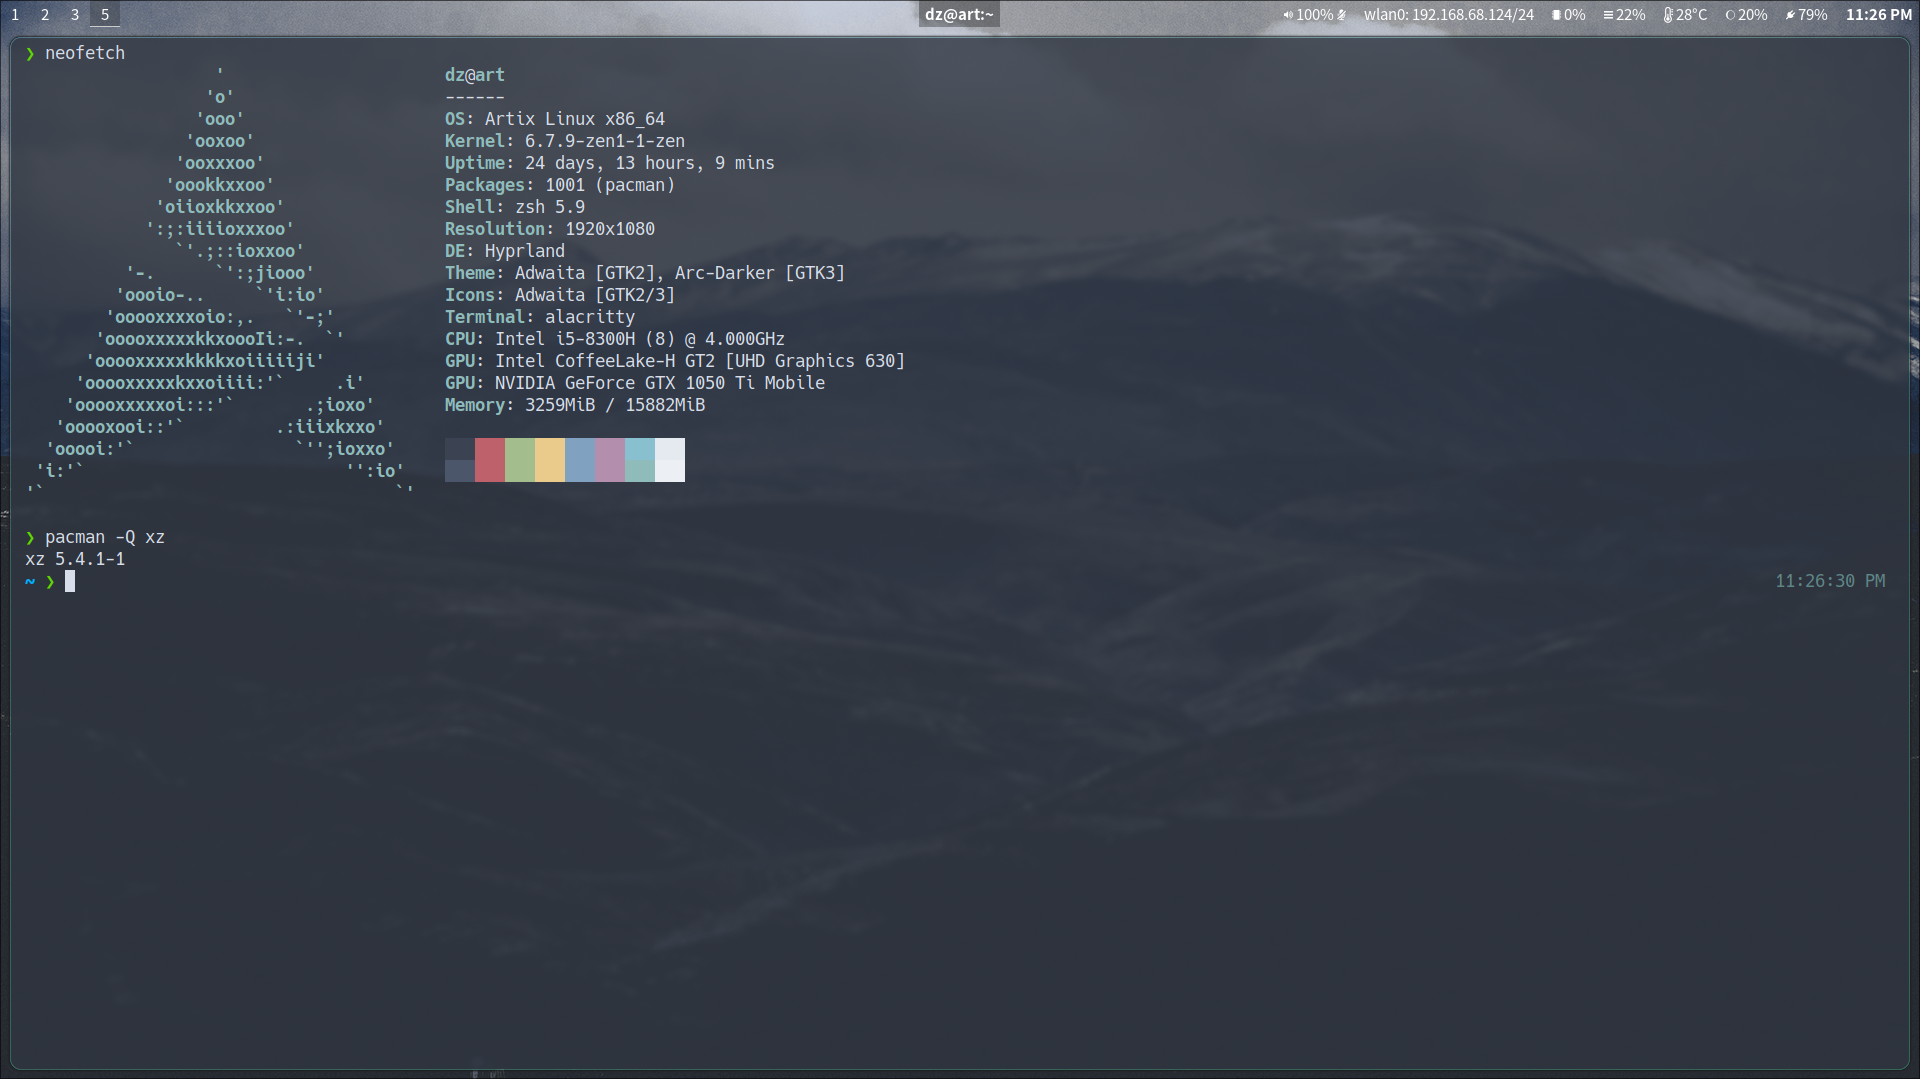 1 2 3 5 dz@art:~ 100% wlan0: 192.168.68.124/24 0% 22% 28°C 20% 79% 11:26 PM
❯ neofetch
' dz@art
'o' ------
'ooo' OS: Artix Linux x86_64
'ooxoo' Kernel: 6.7.9-zen1-1-zen
'ooxxxoo' Uptime: 24 days, 13 hours, 9 mins
'oookkxxoo' Packages: 1001 (pacman)
'oiioxkkxxoo' Shell: zsh 5.9
':;:iiiioxxxoo' Resolution: 1920x1080
`'.;::ioxxoo' DE: Hyprland
'-. `':;jiooo' Theme: Adwaita [GTK2], Arc-Darker [GTK3]
'oooio-.. `'i:io' Icons: Adwaita [GTK2/3]
'ooooxxxxoio:,. `'-;' Terminal: alacritty
'ooooxxxxxkkxoooIi:-. `' CPU: Intel i5-8300H (8) @ 4.000GHz
'ooooxxxxxkkkkxoiiiiiji' GPU: Intel CoffeeLake-H GT2 [UHD Graphics 630]
'ooooxxxxxkxxoiiii:'` .i' GPU: NVIDIA GeForce GTX 1050 Ti Mobile
'ooooxxxxxoi:::'` .;ioxo' Memory: 3259MiB / 15882MiB
'ooooxooi::'` .:iiixkxxo'
'ooooi:'` `'';ioxxo'
'i:'` '':io'
'` `'
❯ pacman -Q xz
xz 5.4.1-1
~ ❯ 11:26:30 PM